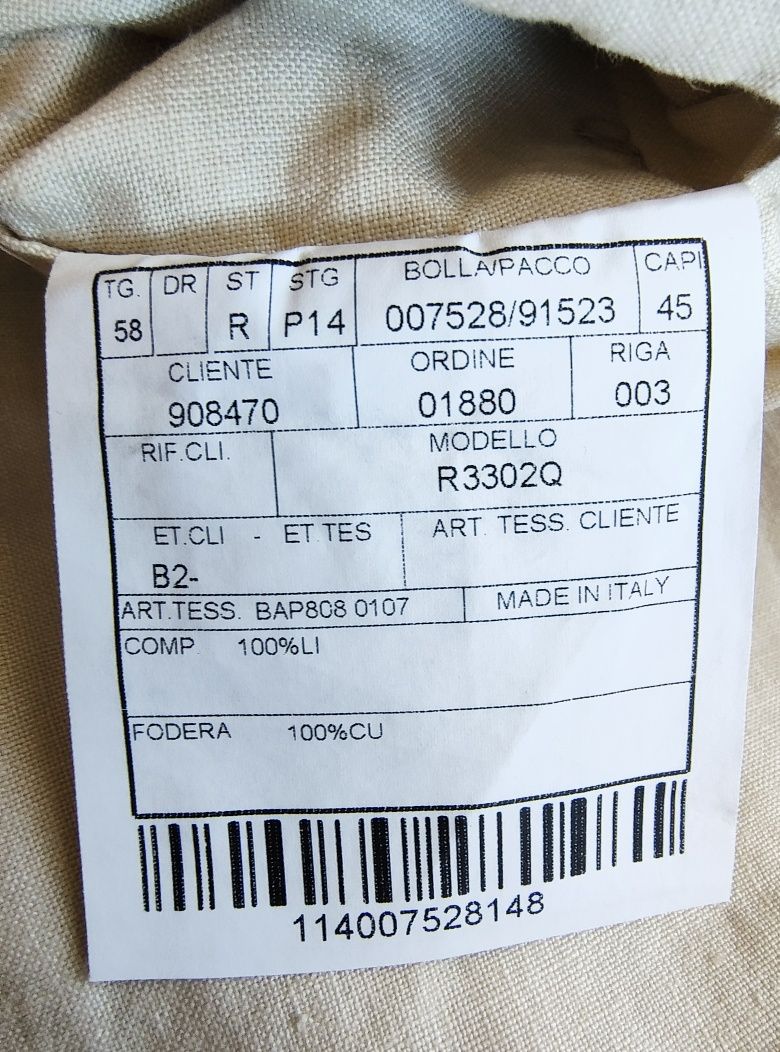 TG. DR ST STG BOLLA/PACCO CAPI
58 R P14 007528/91523 45
CLIENTE ORDINE RIGA
908470 01880 003
RIF.CLI. MODELLO
R3302Q
ET.CLI - ET.TES ART. TESS. CLIENTE
B2-
ART.TESS. BAP808 0107 MADE IN ITALY
COMP. 100%LI
FODERA 100%CU
114007528148